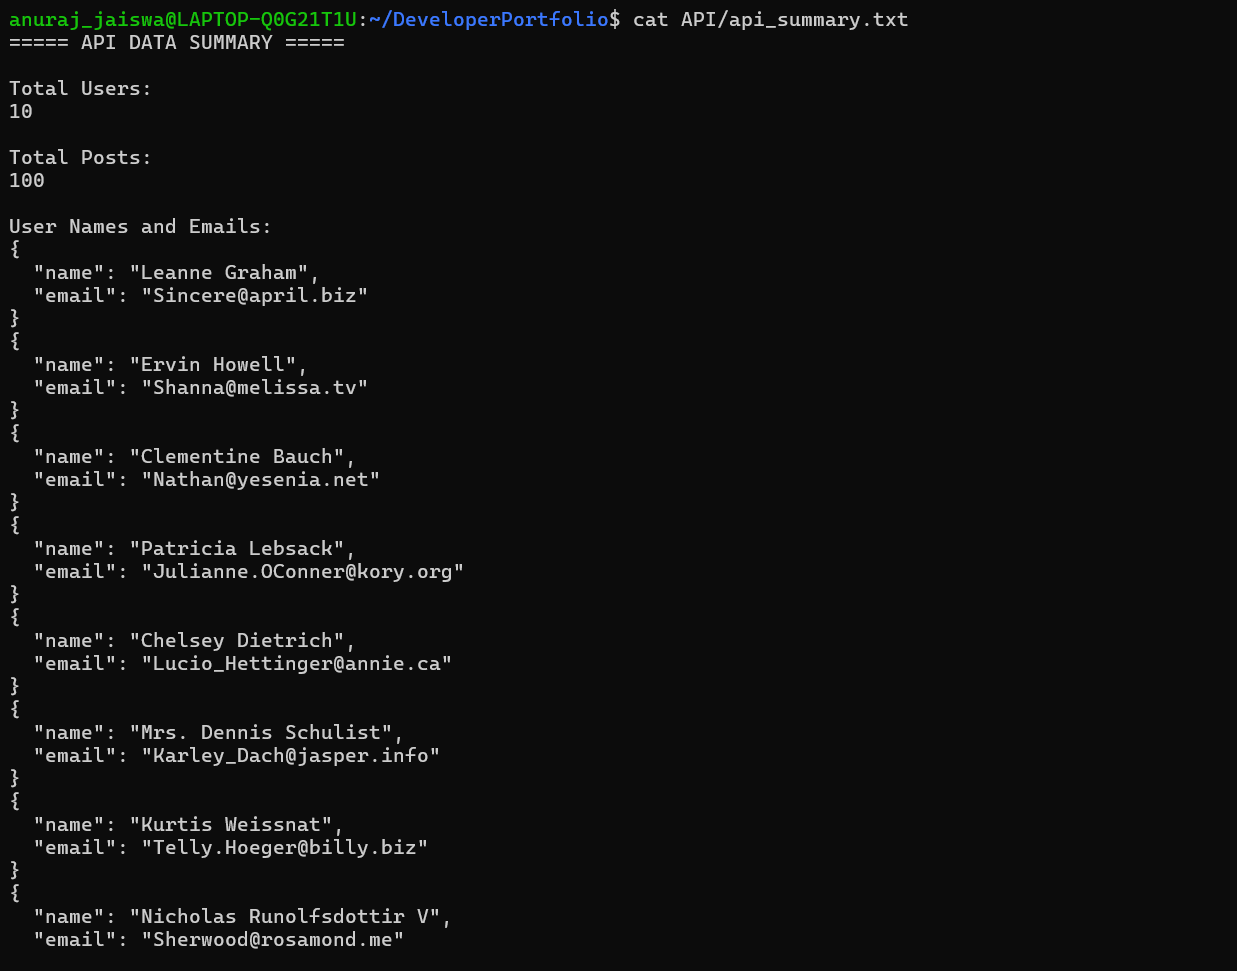 anuraj_jaiswa@LAPTOP-Q0G21T1U:~/DeveloperPortfolio$ cat API/api_summary.txt
===== API DATA SUMMARY =====
Total Users:
10
Total Posts:
100
User Names and Emails:
{
  "name": "Leanne Graham",
  "email": "Sincere@april.biz"
}
{
  "name": "Ervin Howell",
  "email": "Shanna@melissa.tv"
}
{
  "name": "Clementine Bauch",
  "email": "Nathan@yesenia.net"
}
{
  "name": "Patricia Lebsack",
  "email": "Julianne.OConner@kory.org"
}
{
  "name": "Chelsey Dietrich",
  "email": "Lucio_Hettinger@annie.ca"
}
{
  "name": "Mrs. Dennis Schulist",
  "email": "Karley_Dach@jasper.info"
}
{
  "name": "Kurtis Weissnat",
  "email": "Telly.Hoeger@billy.biz"
}
{
  "name": "Nicholas Runolfsdottir V",
  "email": "Sherwood@rosamond.me"